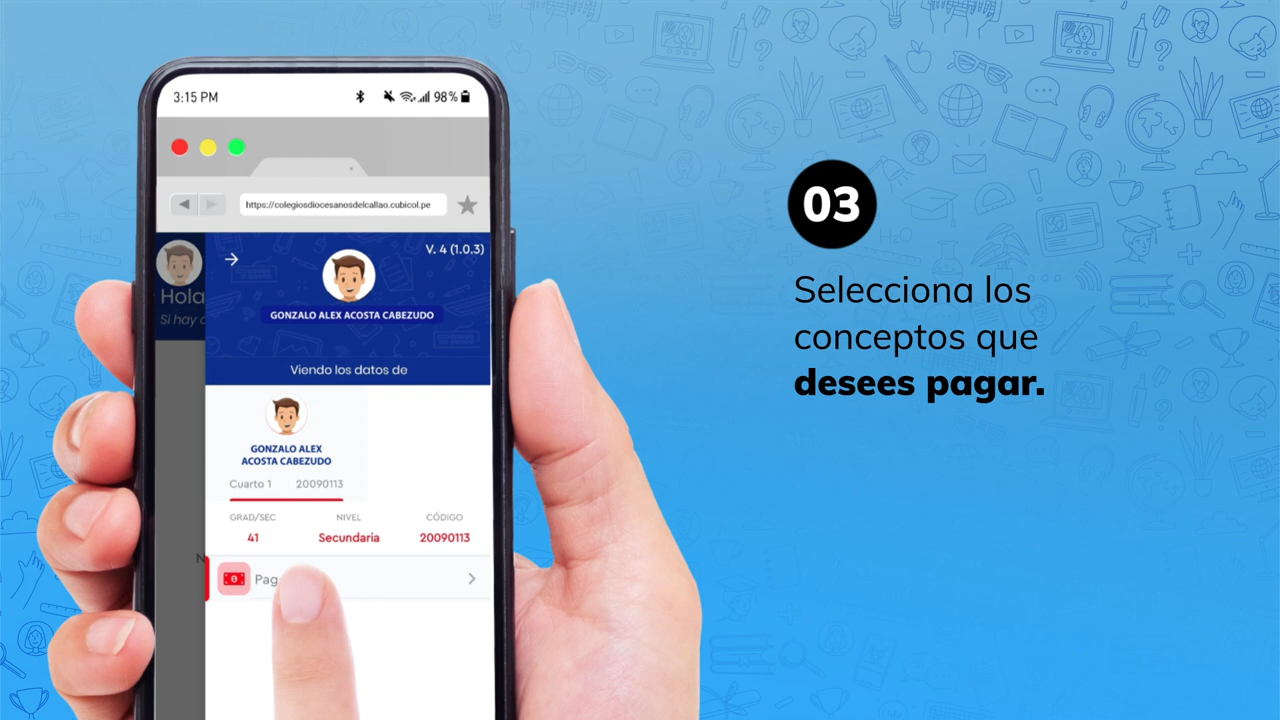 3:15 PM
98%
https://colegiosdiocesanosdelcallao.cubicol.pe
V. 4 (1.0.3)
Hola
Si hay
GONZALO ALEX ACOSTA CABEZUDO
Viendo los datos de
GONZALO ALEX
ACOSTA CABEZUDO
Cuarto 1 20090113
GRAD/SEC NIVEL CÓDIGO
41 Secundaria 20090113
N
Pag
03
Selecciona los
conceptos que
desees pagar.